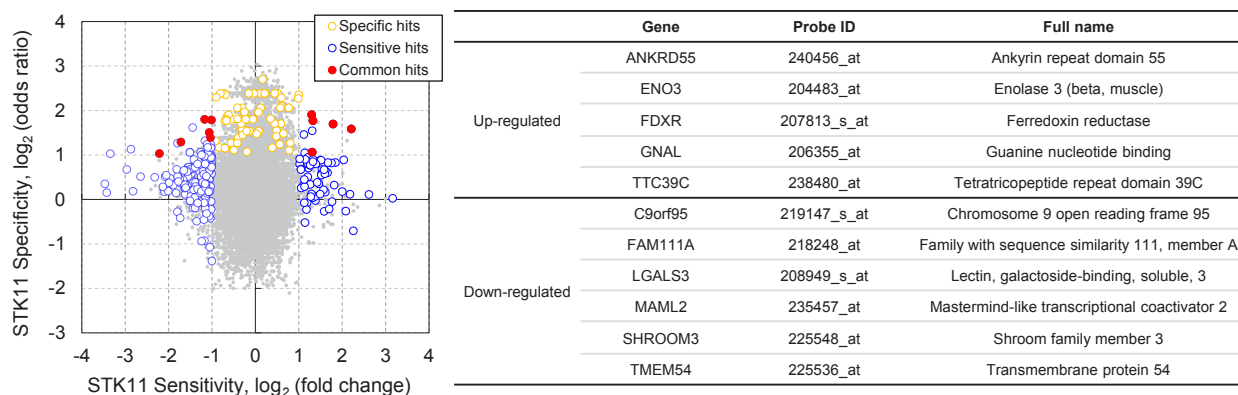 Specific hits
Sensitive hits
Common hits
STK11 Specificity, log2 (odds ratio)
4
3
2
1
0
-1
-2
-3
-4 -3 -2 -1 0 1 2 3 4
STK11 Sensitivity, log2 (fold change)
Gene Probe ID Full name
Up-regulated
ANKRD55 240456_at Ankyrin repeat domain 55
ENO3 204483_at Enolase 3 (beta, muscle)
FDXR 207813_s_at Ferredoxin reductase
GNAL 206355_at Guanine nucleotide binding
TTC39C 238480_at Tetratricopeptide repeat domain 39C
Down-regulated
C9orf95 219147_s_at Chromosome 9 open reading frame 95
FAM111A 218248_at Family with sequence similarity 111, member A
LGALS3 208949_s_at Lectin, galactoside-binding, soluble, 3
MAML2 235457_at Mastermind-like transcriptional coactivator 2
SHROOM3 225548_at Shroom family member 3
TMEM54 225536_at Transmembrane protein 54